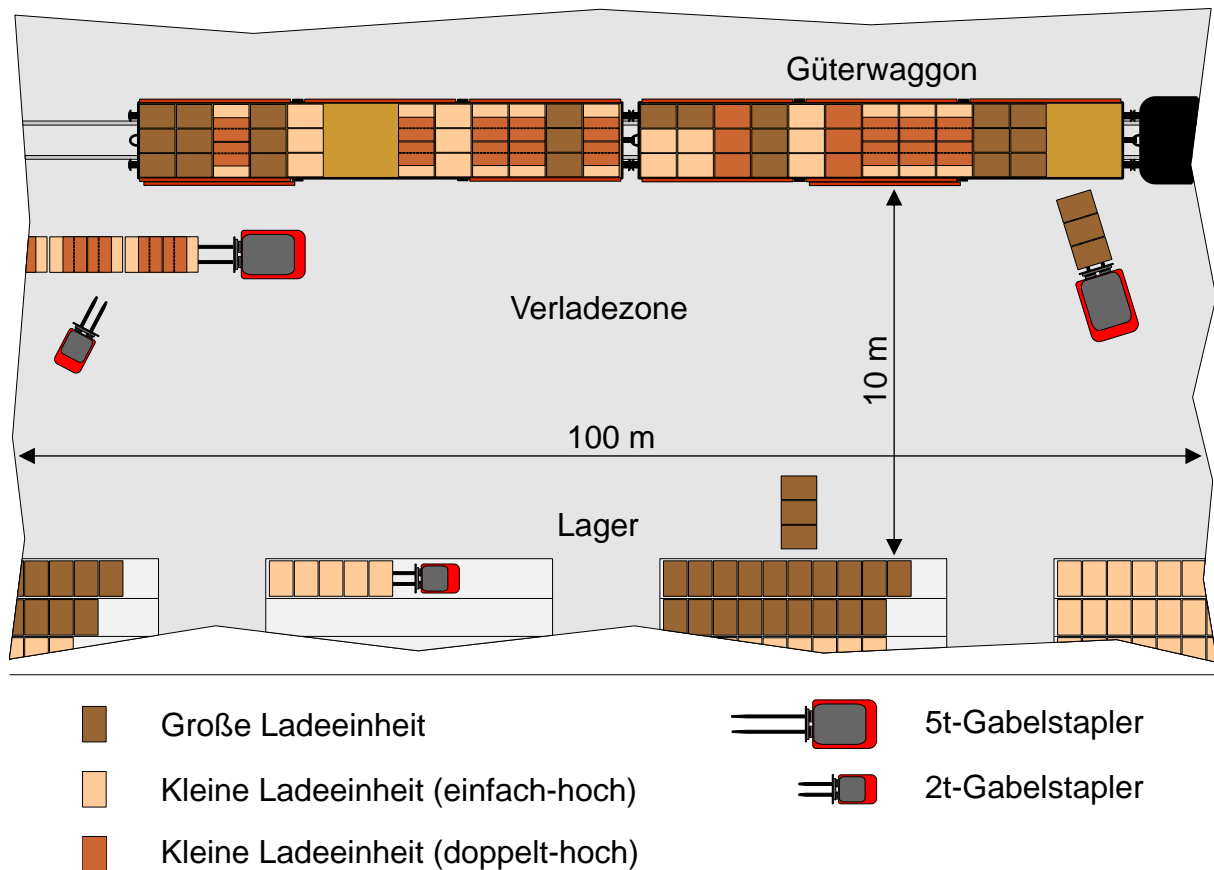 Güterwaggon
Verladezone
10 m
100 m
Lager
Große Ladeeinheit
5t-Gabelstapler
Kleine Ladeeinheit (einfach-hoch)
2t-Gabelstapler
Kleine Ladeeinheit (doppelt-hoch)